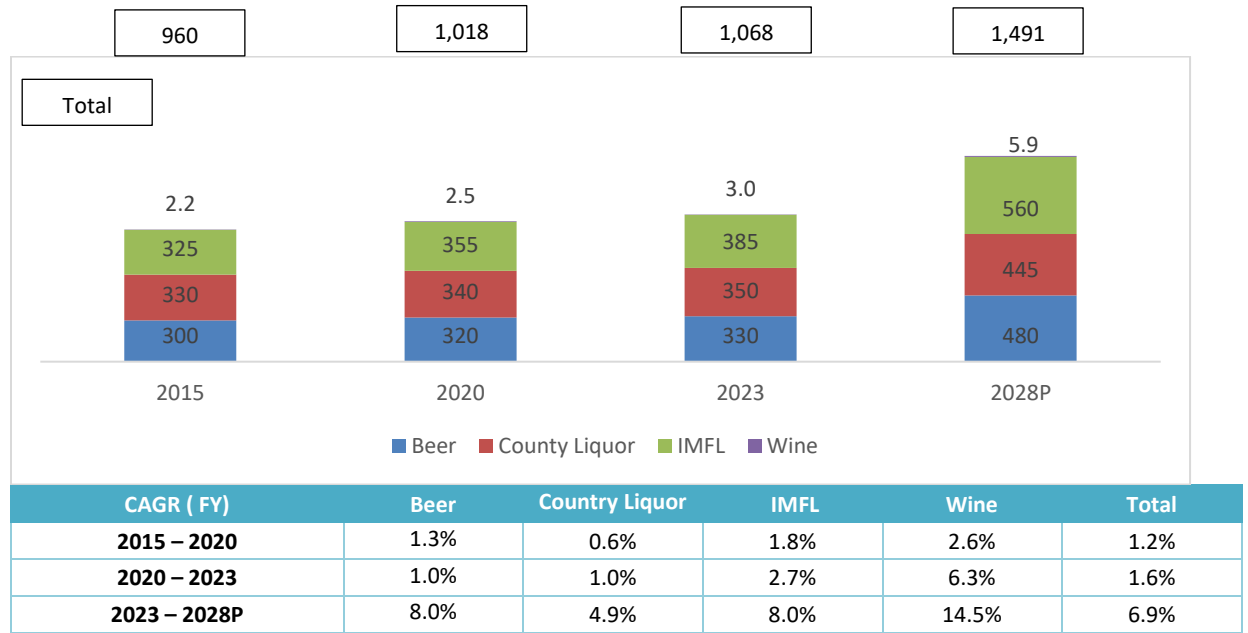 960 1,018 1,068 1,491
Total
5.9
2.2 2.5 3.0
325 355 385 560
330 340 350 445
300 320 330 480
2015 2020 2023 2028P
Beer County Liquor IMFL Wine
CAGR ( FY) Beer Country Liquor IMFL Wine Total
2015 – 2020 1.3% 0.6% 1.8% 2.6% 1.2%
2020 – 2023 1.0% 1.0% 2.7% 6.3% 1.6%
2023 – 2028P 8.0% 4.9% 8.0% 14.5% 6.9%